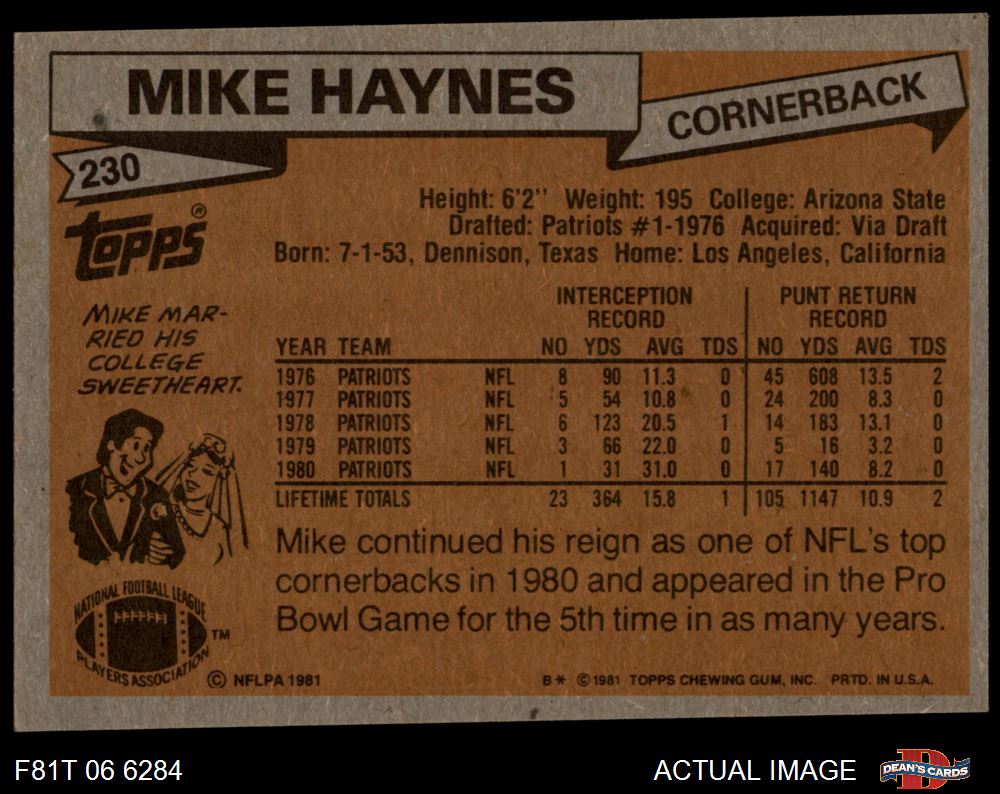 MIKE HAYNES
CORNERBACK
230
TOPPS®
Height: 6'2'' Weight: 195 College: Arizona State
Drafted: Patriots #1-1976 Acquired: Via Draft
Born: 7-1-53, Dennison, Texas Home: Los Angeles, California
MIKE MAR-
RIED HIS
COLLEGE
SWEETHEART.
INTERCEPTION PUNT RETURN
RECORD RECORD
YEAR TEAM NO YDS AVG TDS NO YDS AVG TDS
1976 PATRIOTS NFL 8 90 11.3 0 45 608 13.5 2
1977 PATRIOTS NFL 5 54 10.8 0 24 200 8.3 0
1978 PATRIOTS NFL 6 123 20.5 1 14 183 13.1 0
1979 PATRIOTS NFL 3 66 22.0 0 5 16 3.2 0
1980 PATRIOTS NFL 1 31 31.0 0 17 140 8.2 0
LIFETIME TOTALS 23 364 15.8 1 105 1147 10.9 2
Mike continued his reign as one of NFL's top
cornerbacks in 1980 and appeared in the Pro
Bowl Game for the 5th time in as many years.
NATIONAL FOOTBALL LEAGUE
PLAYERS ASSOCIATION
TM
© NFLPA 1981
B* © 1981 TOPPS CHEWING GUM, INC. PRTD. IN U.S.A.
F81T 06 6284
ACTUAL IMAGE
D
DEAN'S CARDS